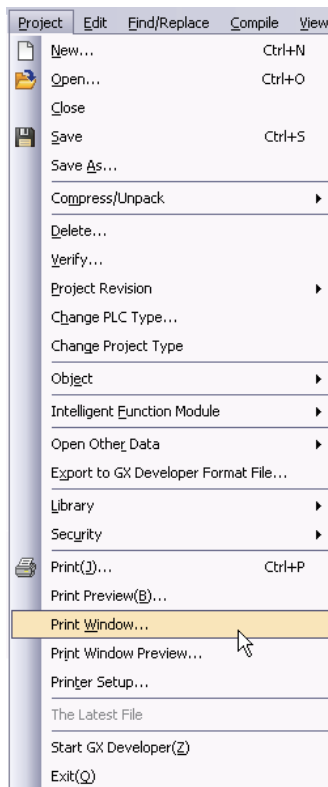 Project Edit Find/Replace Compile View
New... Ctrl+N
Open... Ctrl+O
Close
Save Ctrl+S
Save As...
Compress/Unpack
Delete...
Verify...
Project Revision
Change PLC Type...
Change Project Type
Object
Intelligent Function Module
Open Other Data
Export to GX Developer Format File...
Library
Security
Print(J)... Ctrl+P
Print Preview(B)...
Print Window...
Print Window Preview...
Printer Setup...
The Latest File
Start GX Developer(Z)
Exit(Q)